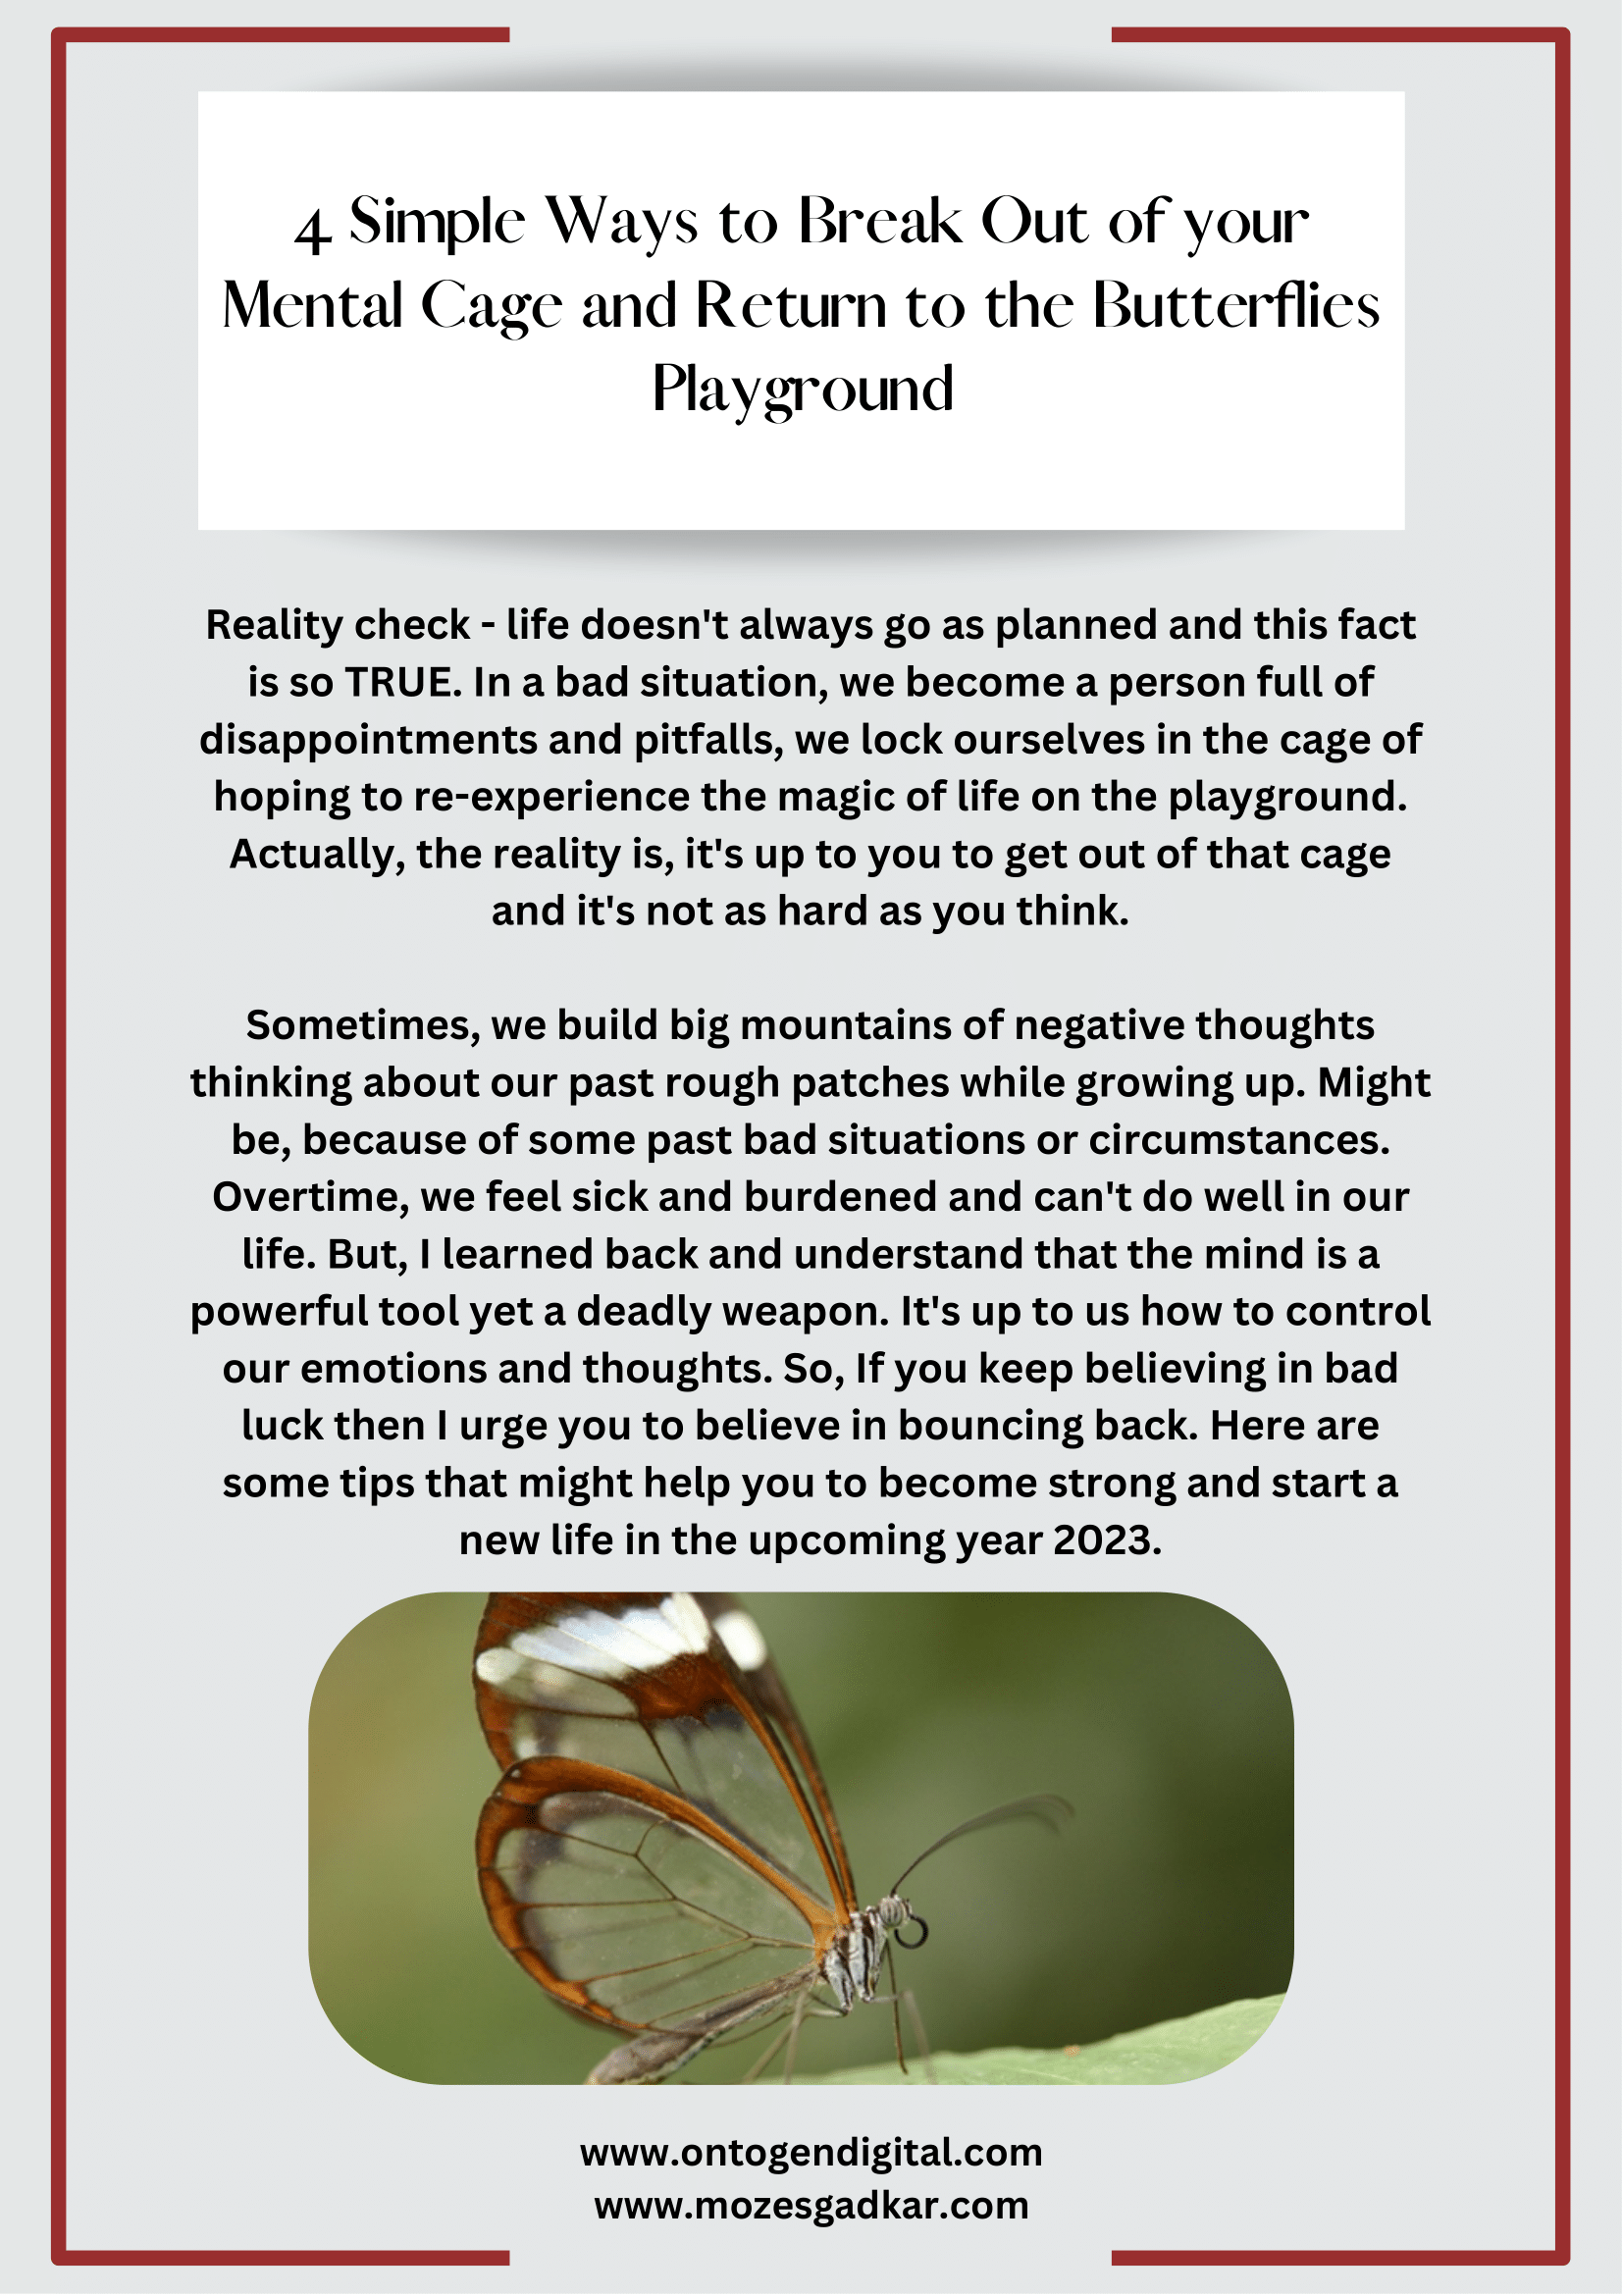 4 Simple Ways to Break Out of your
Mental Cage and Return to the Butterflies
Playground
Reality check - life doesn't always go as planned and this fact
is so TRUE. In a bad situation, we become a person full of
disappointments and pitfalls, we lock ourselves in the cage of
hoping to re-experience the magic of life on the playground.
Actually, the reality is, it's up to you to get out of that cage
and it's not as hard as you think.
Sometimes, we build big mountains of negative thoughts
thinking about our past rough patches while growing up. Might
be, because of some past bad situations or circumstances.
Overtime, we feel sick and burdened and can't do well in our
life. But, I learned back and understand that the mind is a
powerful tool yet a deadly weapon. It's up to us how to control
our emotions and thoughts. So, If you keep believing in bad
luck then I urge you to believe in bouncing back. Here are
some tips that might help you to become strong and start a
new life in the upcoming year 2023.
www.ontogendigital.com
www.mozesgadkar.com